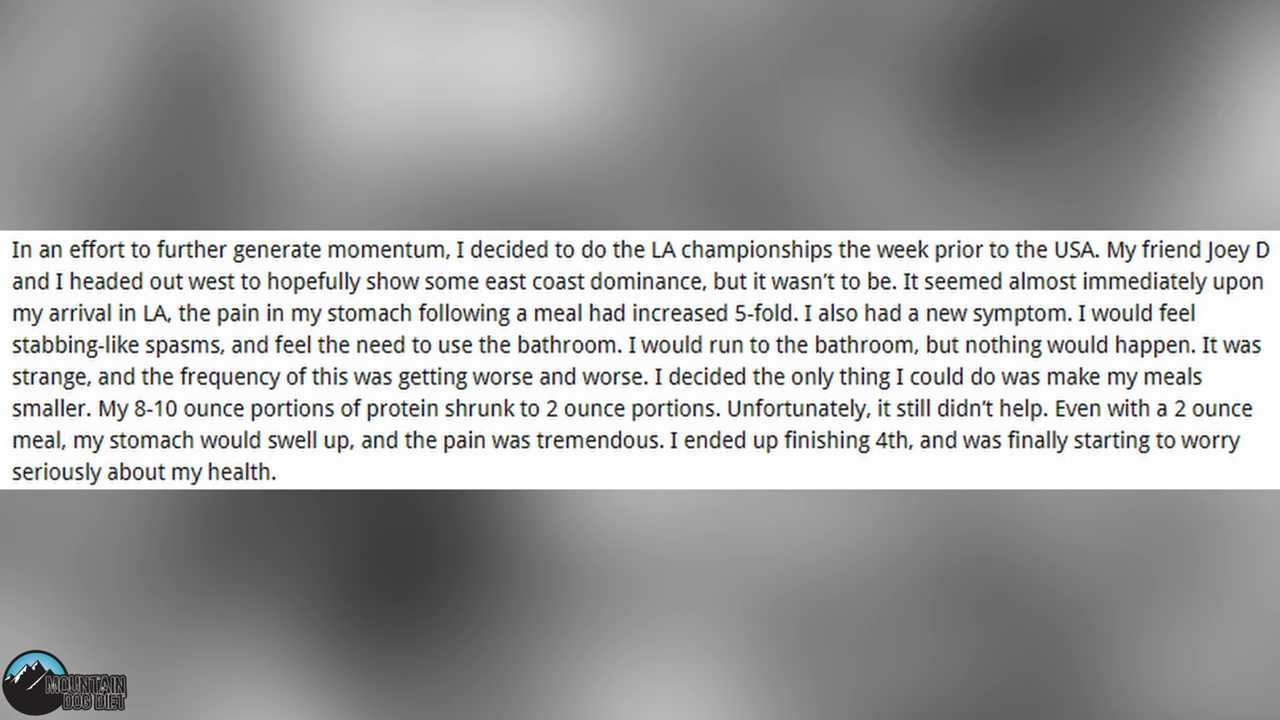 In an effort to further generate momentum, I decided to do the LA championships the week prior to the USA. My friend Joey D
and I headed out west to hopefully show some east coast dominance, but it wasn’t to be. It seemed almost immediately upon
my arrival in LA, the pain in my stomach following a meal had increased 5-fold. I also had a new symptom. I would feel
stabbing-like spasms, and feel the need to use the bathroom. I would run to the bathroom, but nothing would happen. It was
strange, and the frequency of this was getting worse and worse. I decided the only thing I could do was make my meals
smaller. My 8-10 ounce portions of protein shrunk to 2 ounce portions. Unfortunately, it still didn’t help. Even with a 2 ounce
meal, my stomach would swell up, and the pain was tremendous. I ended up finishing 4th, and was finally starting to worry
seriously about my health.
MOUNTAIN
DOG DIET